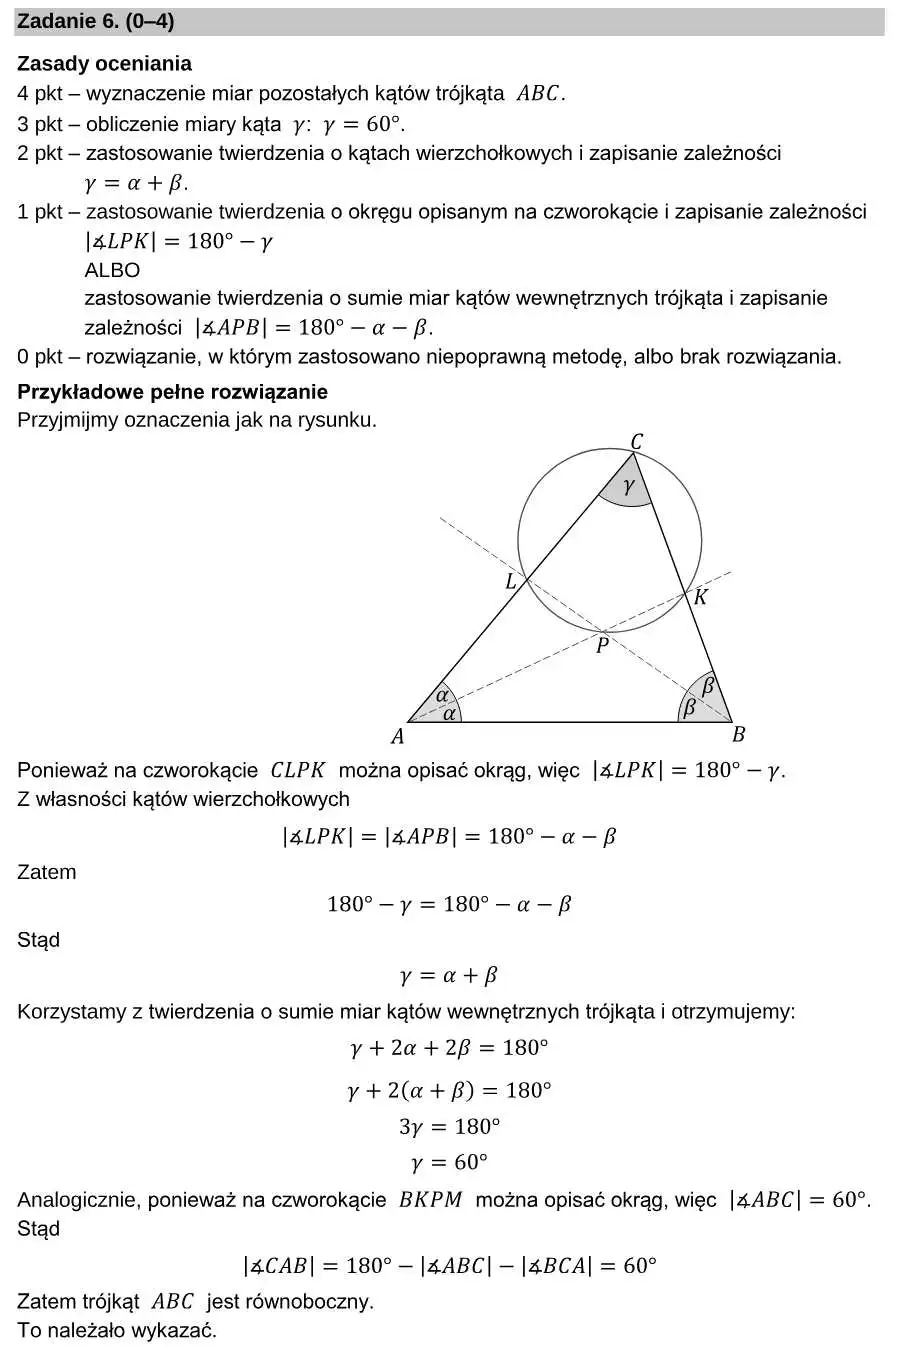 Zadanie 6. (0–4)
Zasady oceniania
4 pkt – wyznaczenie miar pozostałych kątów trójkąta ABC.
3 pkt – obliczenie miary kąta γ: γ = 60°.
2 pkt – zastosowanie twierdzenia o kątach wierzchołkowych i zapisanie zależności
γ = α + β.
1 pkt – zastosowanie twierdzenia o okręgu opisanym na czworokącie i zapisanie zależności
|∡LPK| = 180° − γ
ALBO
zastosowanie twierdzenia o sumie miar kątów wewnętrznych trójkąta i zapisanie
zależności |∡APB| = 180° − α − β.
0 pkt – rozwiązanie, w którym zastosowano niepoprawną metodę, albo brak rozwiązania.
Przykładowe pełne rozwiązanie
Przyjmijmy oznaczenia jak na rysunku.
C
γ
L
K
P
α
α
β
β
A
B
Ponieważ na czworokącie CLPK można opisać okrąg, więc |∡LPK| = 180° − γ.
Z własności kątów wierzchołkowych
|∡LPK| = |∡APB| = 180° − α − β
Zatem
180° − γ = 180° − α − β
Stąd
γ = α + β
Korzystamy z twierdzenia o sumie miar kątów wewnętrznych trójkąta i otrzymujemy:
γ + 2α + 2β = 180°
γ + 2(α + β) = 180°
3γ = 180°
γ = 60°
Analogicznie, ponieważ na czworokącie BKPM można opisać okrąg, więc |∡ABC| = 60°.
Stąd
|∡CAB| = 180° − |∡ABC| − |∡BCA| = 60°
Zatem trójkąt ABC jest równoboczny.
To należało wykazać.